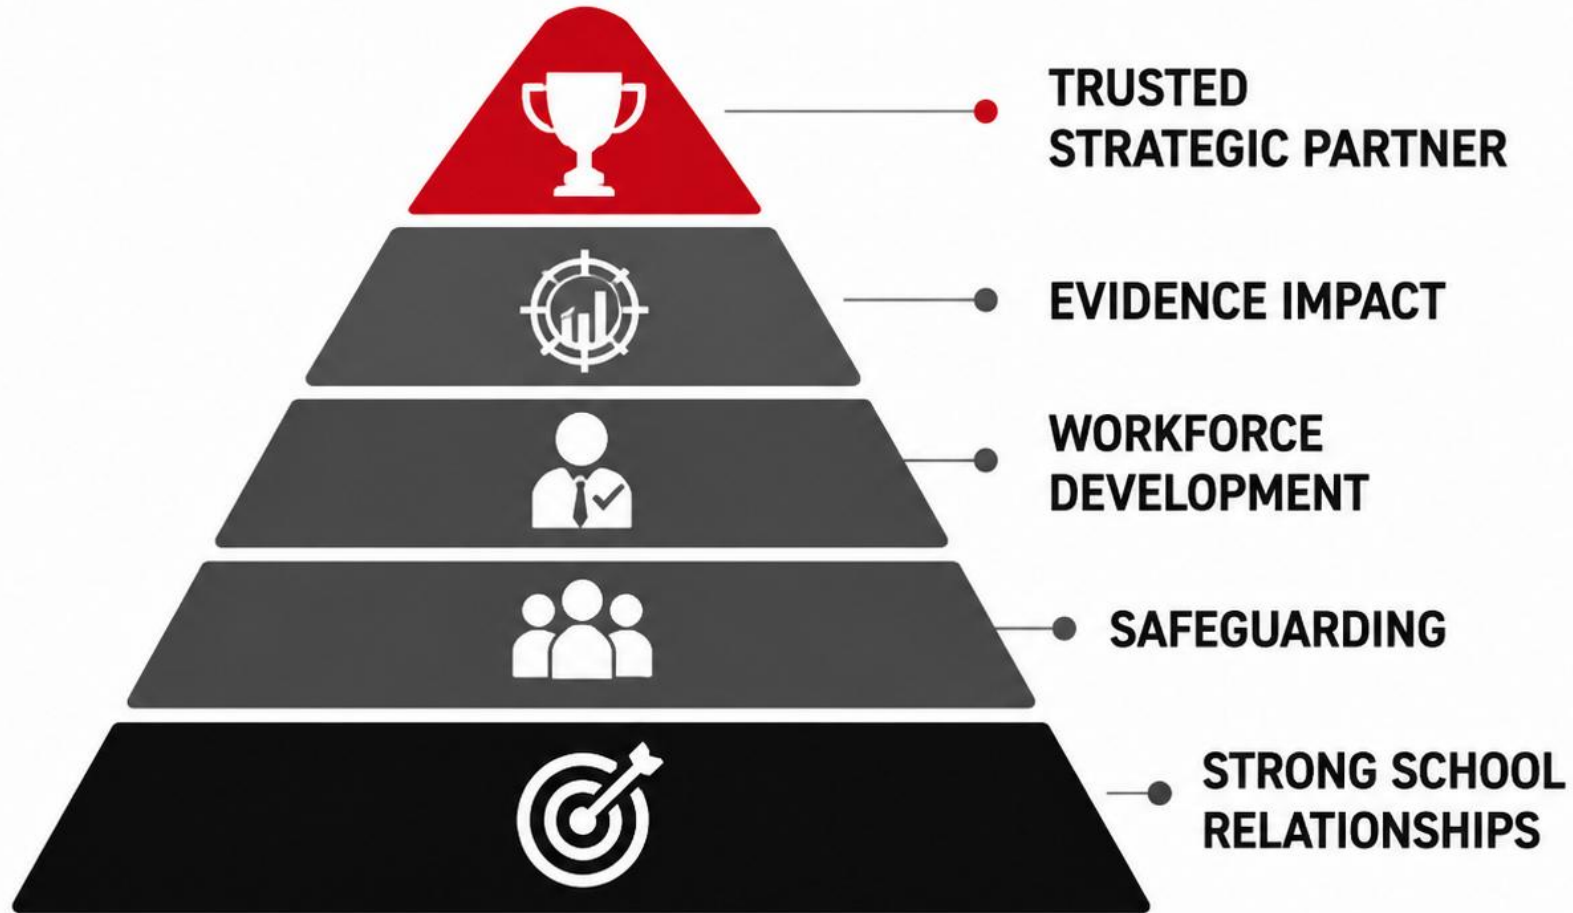 TRUSTED
STRATEGIC PARTNER
EVIDENCE IMPACT
WORKFORCE
DEVELOPMENT
SAFEGUARDING
STRONG SCHOOL
RELATIONSHIPS